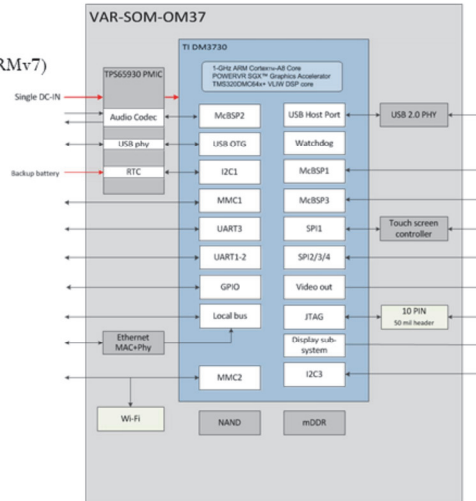 VAR-SOM-OM37
TI DM3730
RMv7)
1-GHz ARM Cortex™-A8 Core
POWERVR SGX™ Graphics Accelerator
TMS320DMC64x+ VLIW DSP core
TPS65930 PMIC
Single DC-IN
Audio Codec
McBSP2
USB Host Port
USB 2.0 PHY
USB phy
USB OTG
Watchdog
Backup battery
RTC
I2C1
McBSP1
MMC1
McBSP3
UART3
SPI1
Touch screen
controller
UART1-2
SPI2/3/4
GPIO
Video out
Local bus
JTAG
10 PIN
50 mil header
Ethernet
MAC+Phy
Display sub-
system
MMC2
I2C3
Wi-Fi
NAND
mDDR